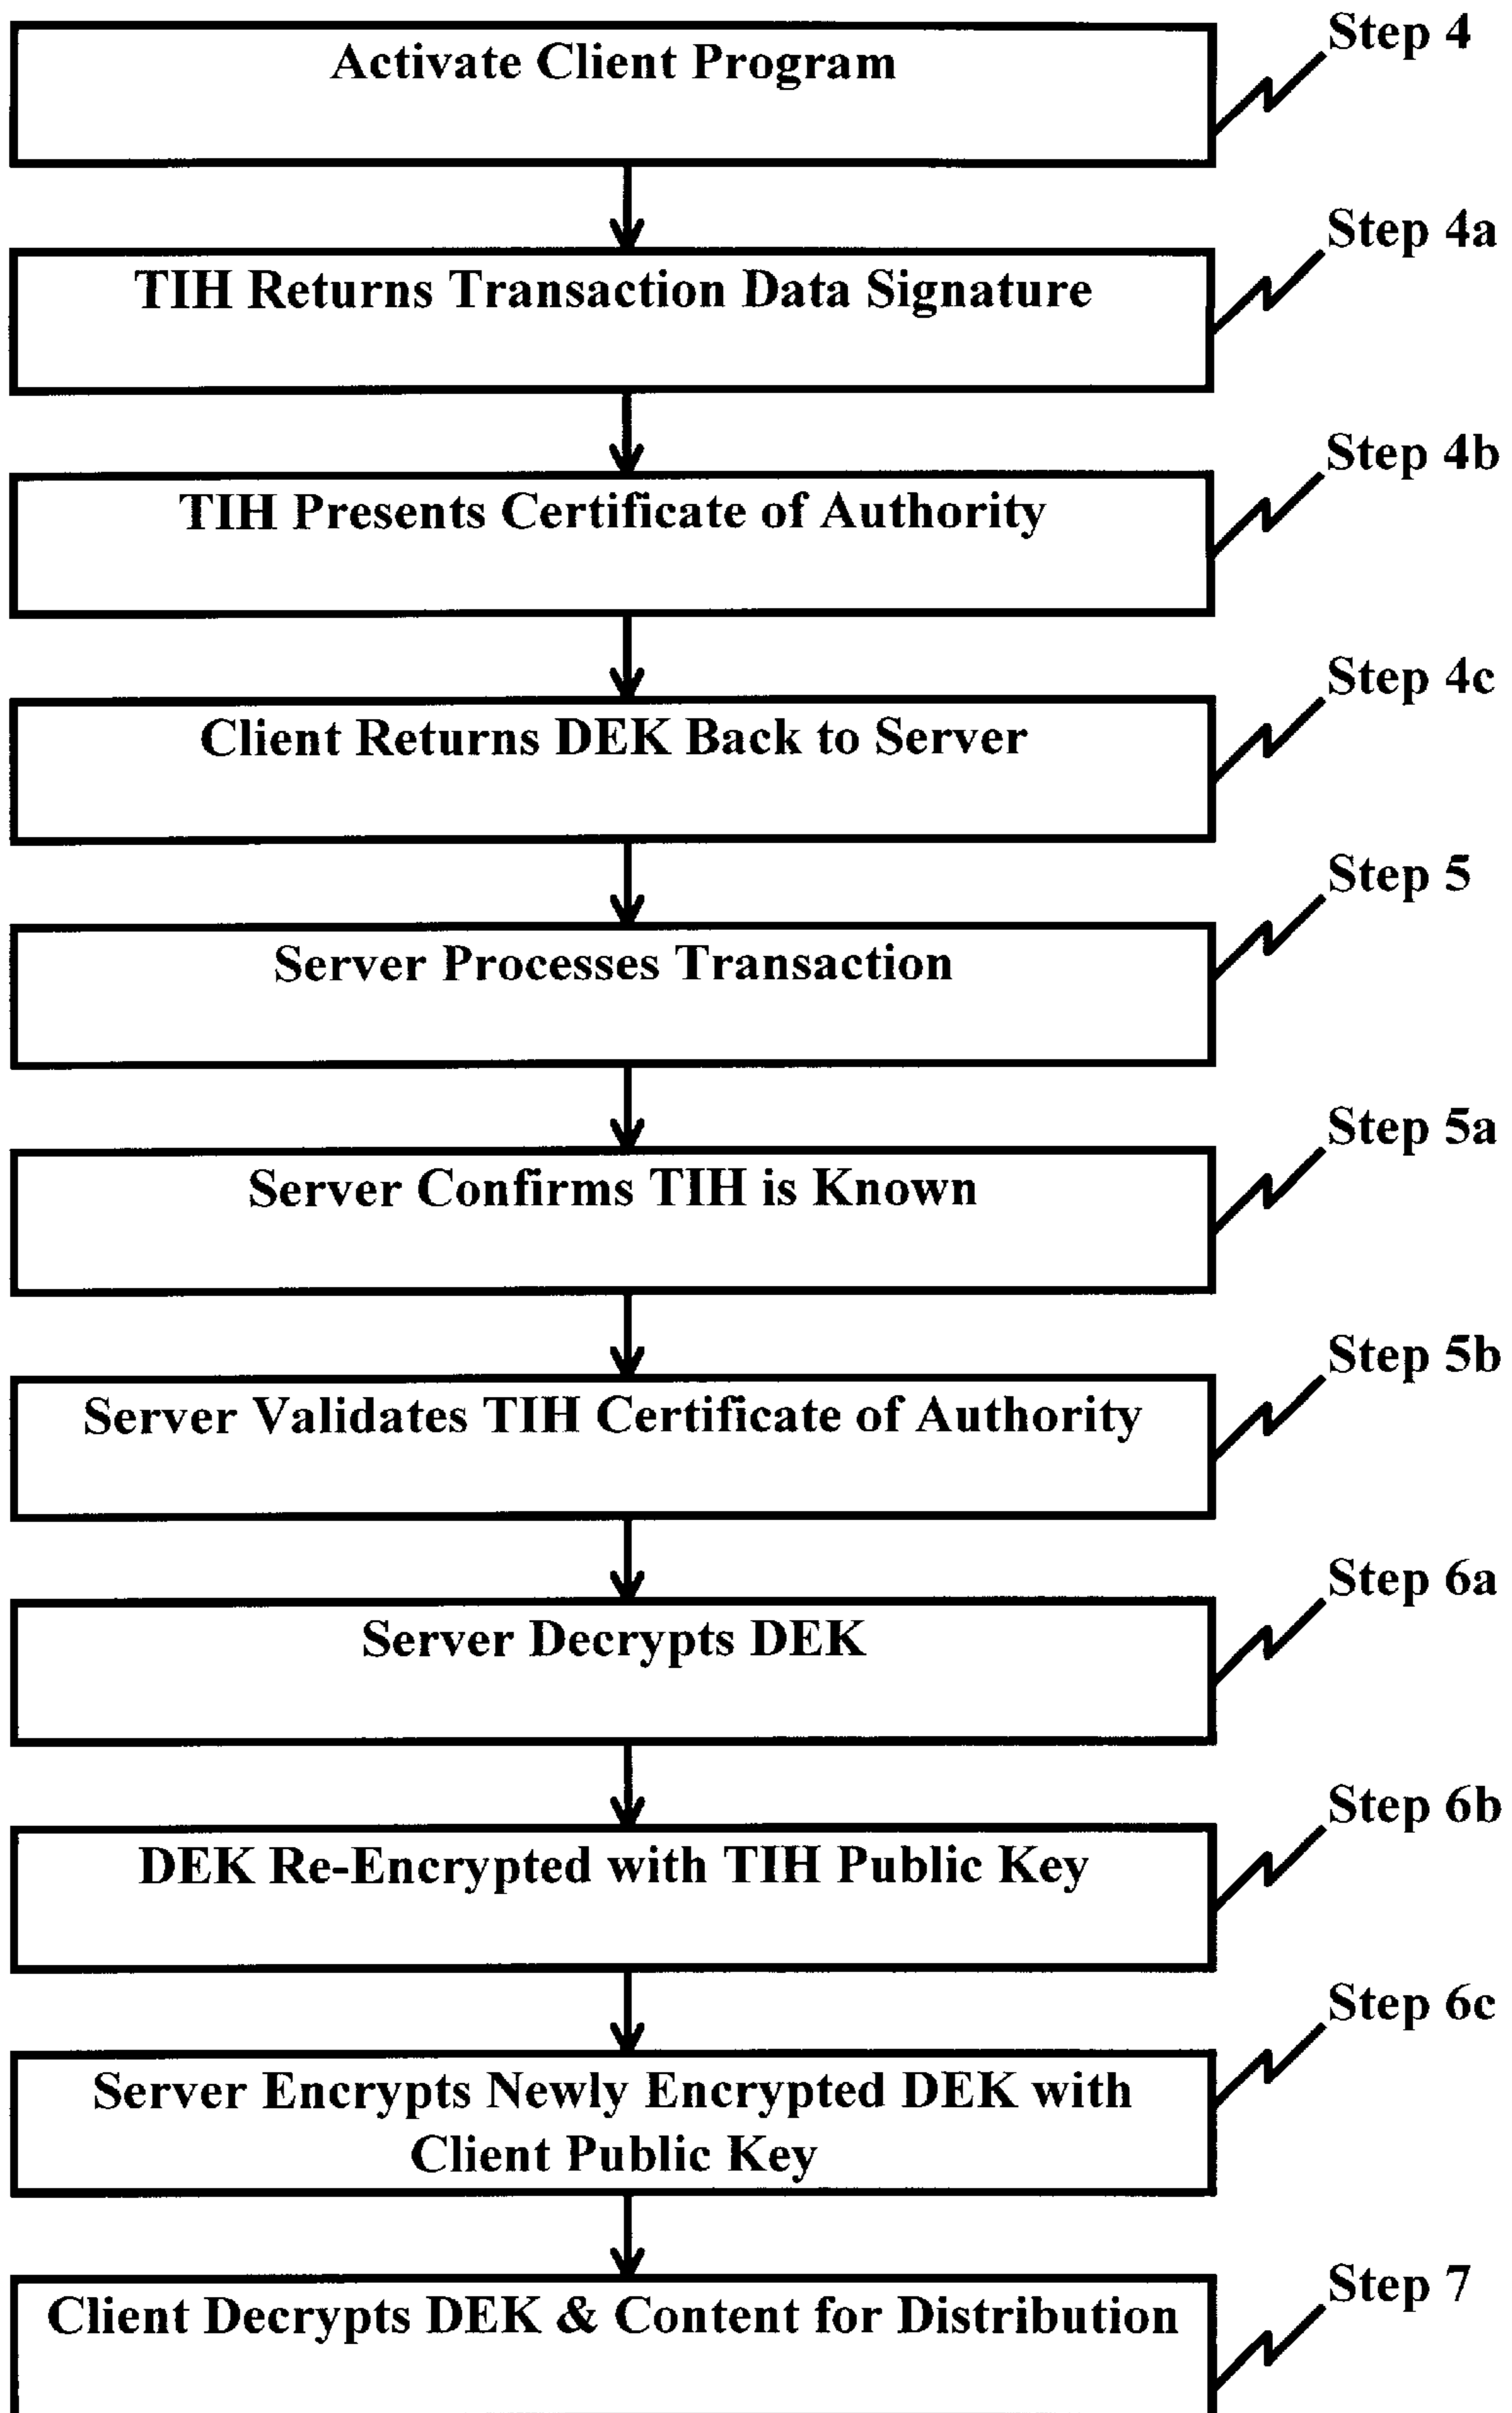 Step 4
Activate Client Program
Step 4a
TIH Returns Transaction Data Signature
Step 4b
TIH Presents Certificate of Authority
Step 4c
Client Returns DEK Back to Server
Step 5
Server Processes Transaction
Step 5a
Server Confirms TIH is Known
Step 5b
Server Validates TIH Certificate of Authority
Step 6a
Server Decrypts DEK
Step 6b
DEK Re-Encrypted with TIH Public Key
Step 6c
Server Encrypts Newly Encrypted DEK with
Client Public Key
Step 7
Client Decrypts DEK & Content for Distribution